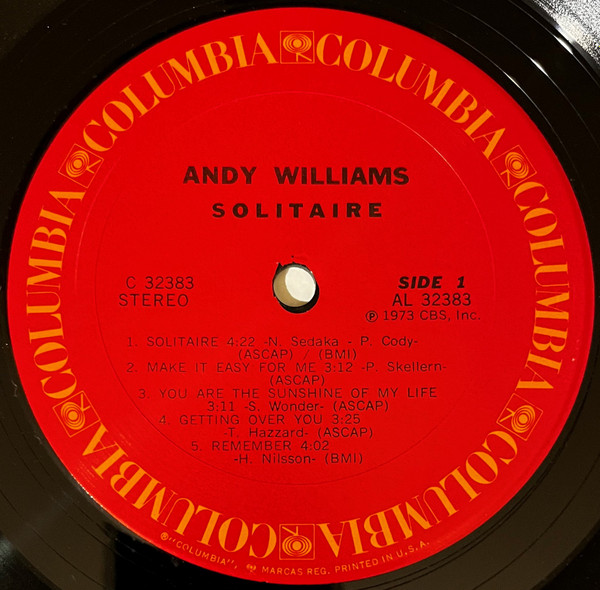 COLUMBIA COLUMBIA COLUMBIA COLUMBIA COLUMBIA COLUMBIA
ANDY WILLIAMS
SOLITAIRE
C 32383
STEREO
SIDE 1
AL 32383
℗ 1973 CBS, Inc.
1. SOLITAIRE 4:22 -N. Sedaka - P. Cody-
(ASCAP) / (BMI)
2. MAKE IT EASY FOR ME 3:12 -P. Skellern-
(ASCAP)
3. YOU ARE THE SUNSHINE OF MY LIFE
3:11 -S. Wonder- (ASCAP)
4. GETTING OVER YOU 3:25
-T. Hazzard- (ASCAP)
5. REMEMBER 4:02
-H. Nilsson- (BMI)
®"COLUMBIA", MARCAS REG. PRINTED IN U.S.A.